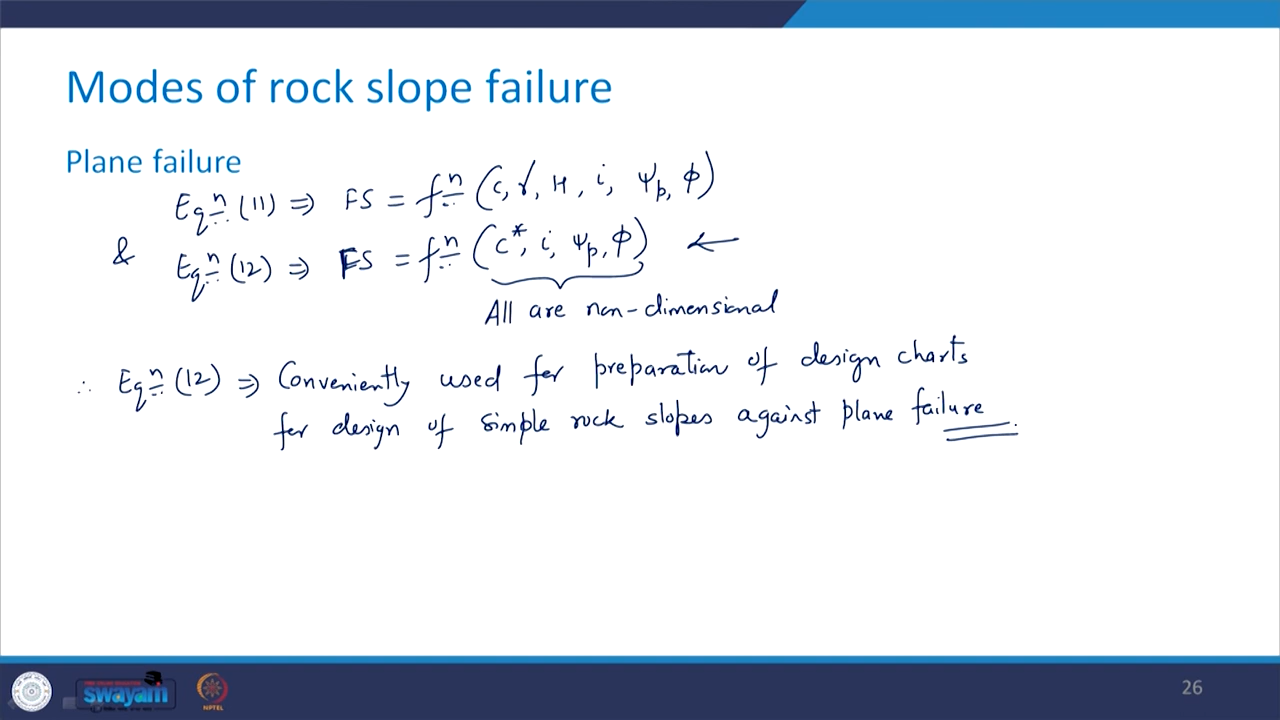 Modes of rock slope failure
Plane failure
Eqⁿ (11) ⇒ FS = fⁿ (c, γ, H, i, ψp, φ)
& Eqⁿ (12) ⇒ FS = fⁿ (c*, i, ψp, φ) ←
All are non-dimensional
∴ Eqⁿ (12) ⇒ Conveniently used for preparation of design charts
for design of simple rock slopes against plane failure.
swayam
NPTEL
26